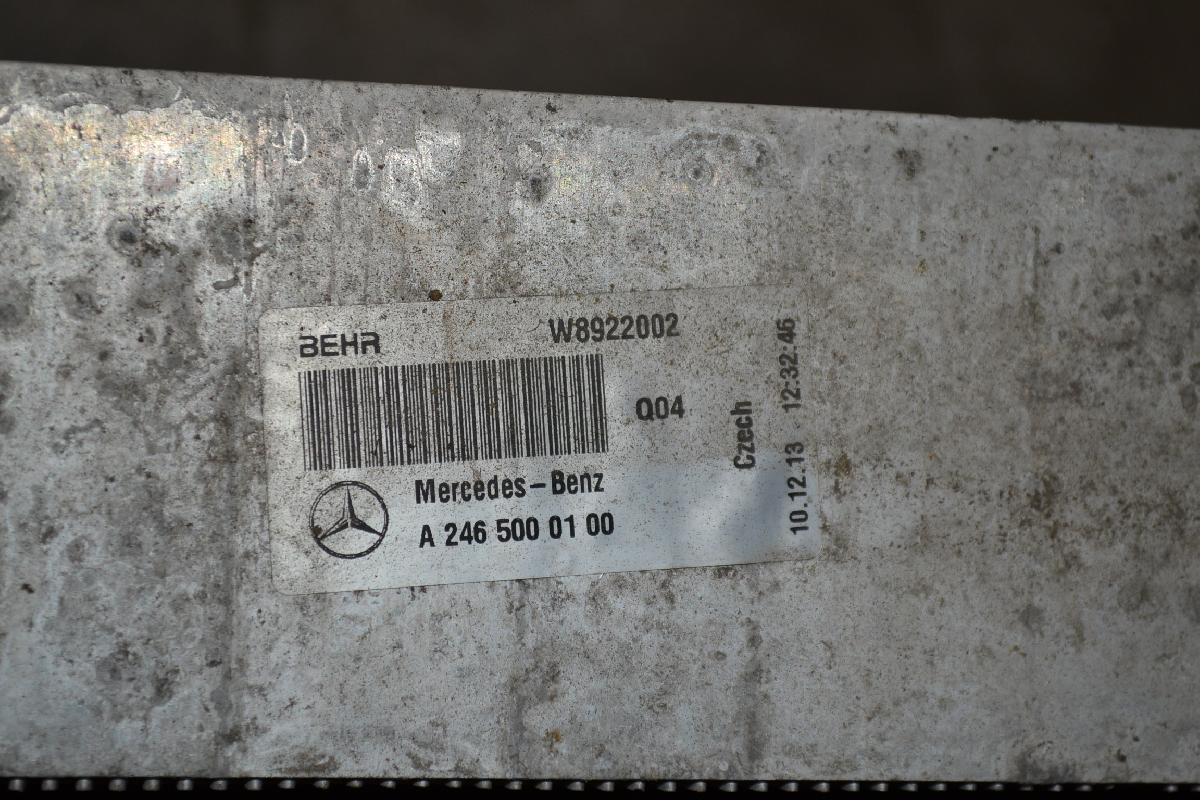 BEHR W8922002
Q04
Mercedes-Benz
A 246 500 01 00
Czech
10.12.13 12:32.46